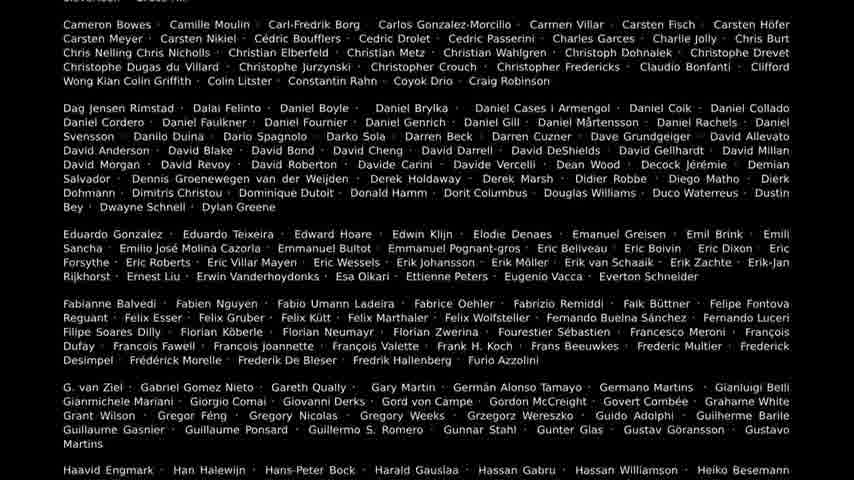 Cameron Bowes · Camille Moulin · Carl-Fredrik Borg · Carlos Gonzalez-Morcillo · Carmen Villar · Carsten Fisch · Carsten Höfer
Carsten Meyer · Carsten Nikiel · Cédric Boufflers · Cedric Drolet · Cedric Passerini · Charles Garces · Charlie Jolly · Chris Burt
Chris Nelling Chris Nicholls · Christian Elberfeld · Christian Metz · Christian Wahlgren · Christoph Dohnalek · Christophe Drevet
Christophe Dugas du Villard · Christophe Jurzynski · Christopher Crouch · Christopher Fredericks · Claudio Bonfanti · Clifford
Wong Kian Colin Griffith · Colin Litster · Constantin Rahn · Coyok Drio · Craig Robinson
Dag Jensen Rimstad · Dalai Felinto · Daniel Boyle · Daniel Brylka · Daniel Cases i Armengol · Daniel Coik · Daniel Collado
Daniel Cordero · Daniel Faulkner · Daniel Fournier · Daniel Genrich · Daniel Gill · Daniel Mårtensson · Daniel Rachels · Daniel
Svensson · Danilo Duina · Dario Spagnolo · Darko Sola · Darren Beck · Darren Cuzner · Dave Grundgeiger · David Allevato
David Anderson · David Blake · David Bond · David Cheng · David Darrell · David DeShields · David Gellhardt · David Millan
David Morgan · David Revoy · David Roberton · Davide Carini · Davide Vercelli · Dean Wood · Decock Jérémie · Demian
Salvador · Dennis Groenewegen van der Weijden · Derek Holdaway · Derek Marsh · Didier Robbe · Diego Matho · Dierk
Dohmann · Dimitris Christou · Dominique Dutoit · Donald Hamm · Dorit Columbus · Douglas Williams · Duco Waterreus · Dustin
Bey · Dwayne Schnell · Dylan Greene
Eduardo Gonzalez · Eduardo Teixeira · Edward Hoare · Edwin Klijn · Elodie Denaes · Emanuel Greisen · Emil Brink · Emili
Sancha · Emilio José Molina Cazorla · Emmanuel Bultot · Emmanuel Pognant-gros · Eric Beliveau · Eric Boivin · Eric Dixon · Eric
Forsythe · Eric Roberts · Eric Villar Mayen · Eric Wessels · Erik Johansson · Erik Möller · Erik van Schaaik · Erik Zachte · Erik-Jan
Rijkhorst · Ernest Liu · Erwin Vanderhoydonks · Esa Oikari · Ettienne Peters · Eugenio Vacca · Everton Schneider
Fabianne Balvedi · Fabien Nguyen · Fabio Umann Ladeira · Fabrice Oehler · Fabrizio Remiddi · Faik Büttner · Felipe Fontova
Reguant · Felix Esser · Felix Gruber · Felix Kütt · Felix Marthaler · Felix Wolfsteller · Fernando Buelna Sánchez · Fernando Luceri
Filipe Soares Dilly · Florian Köberle · Florian Neumayr · Florian Zwerina · Fourestier Sébastien · Francesco Meroni · François
Dufay · Francois Fawell · Francois Joannette · François Valette · Frank H. Koch · Frans Beeuwkes · Frederic Multier · Frederick
Desimpel · Frédérick Morelle · Frederik De Bleser · Fredrik Hallenberg · Furio Azzolini
G. van Ziel · Gabriel Gomez Nieto · Gareth Qually · Gary Martin · Germán Alonso Tamayo · Germano Martins · Gianluigi Belli
Gianmichele Mariani · Giorgio Comai · Giovanni Derks · Gord von Campe · Gordon McCreight · Govert Combée · Grahame White
Grant Wilson · Gregor Féng · Gregory Nicolas · Gregory Weeks · Grzegorz Wereszko · Guido Adolphi · Guilherme Barile
Guillaume Gasnier · Guillaume Ponsard · Guillermo S. Romero · Gunnar Stahl · Gunter Glas · Gustav Göransson · Gustavo
Martins
Haavid Engmark · Han Halewijn · Hans-Peter Bock · Harald Gauslaa · Hassan Gabru · Hassan Williamson · Heiko Besemann